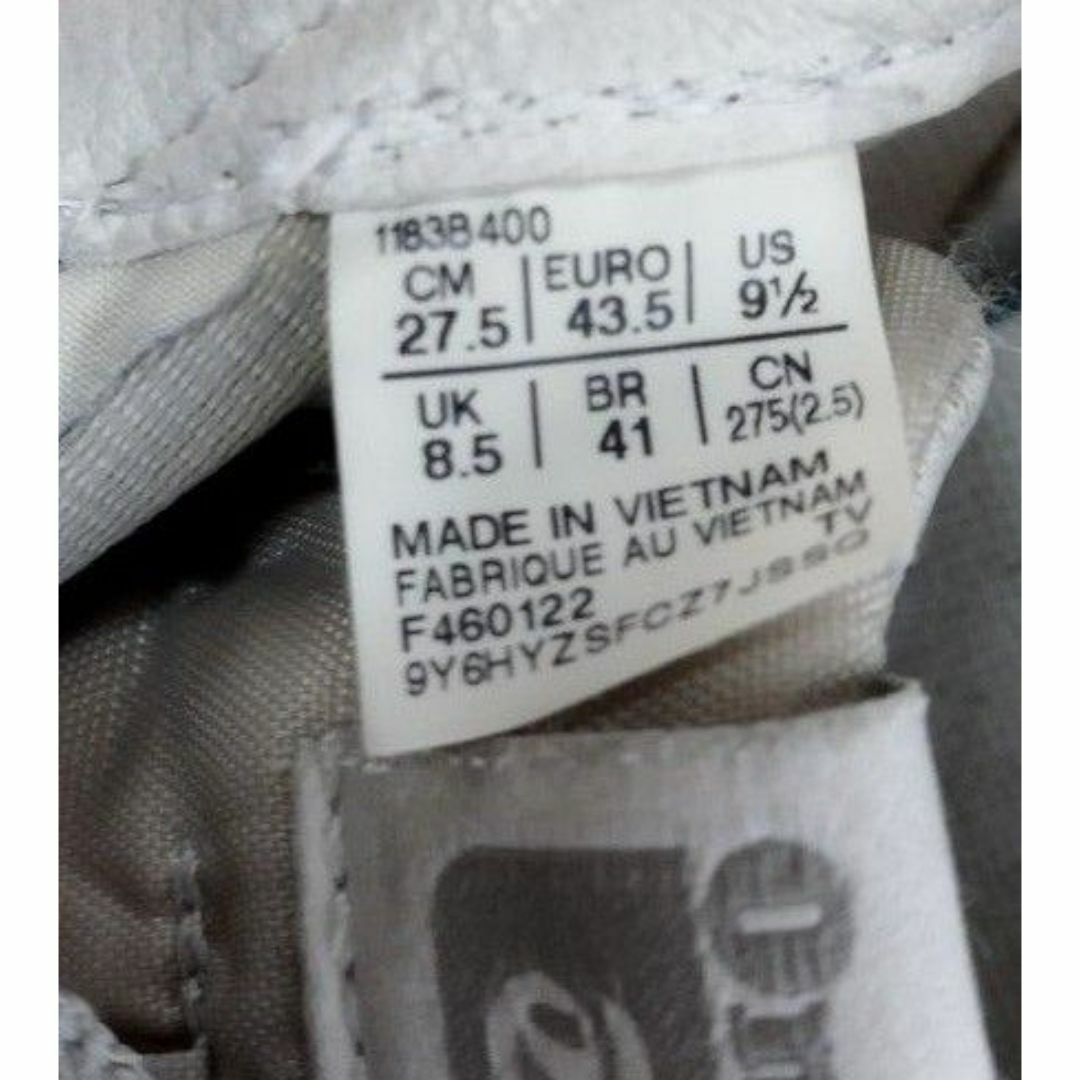 1183B400
CM | EURO | US
27.5 | 43.5 | 9½
UK | BR | CN
8.5 | 41 | 275(2.5)
MADE IN VIETNAM
FABRIQUE AU VIETNAM
TV
F460122
9Y6HYZSFCZ7JSSG